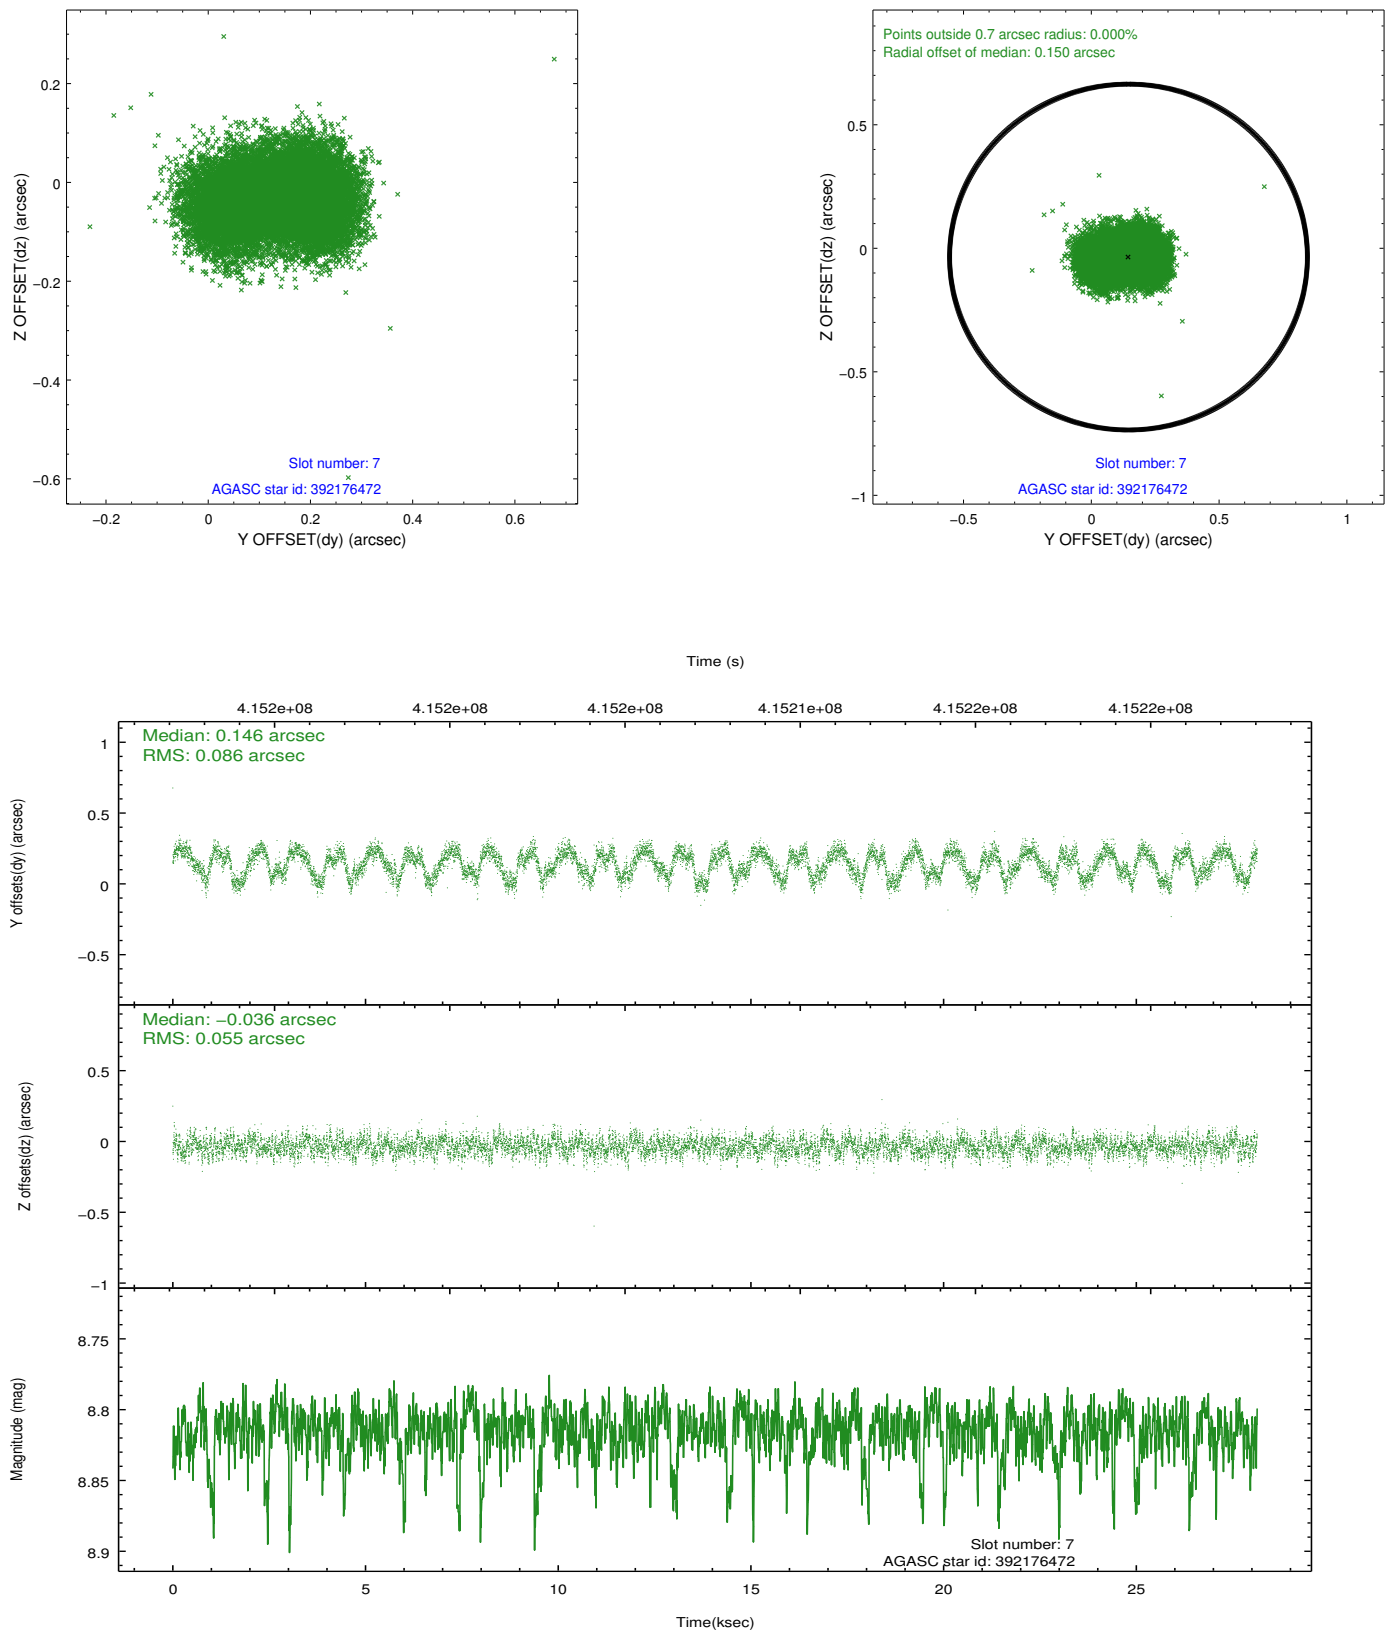 0.2
0
−0.2
−0.4
−0.6
Z OFFSET(dz) (arcsec)
Slot number: 7
AGASC star id: 392176472
−0.2
0
0.2
0.4
0.6
Y OFFSET(dy) (arcsec)
Points outside 0.7 arcsec radius: 0.000%
Radial offset of median: 0.150 arcsec
0.5
0
−0.5
−1
Z OFFSET(dz) (arcsec)
Slot number: 7
AGASC star id: 392176472
−0.5
0
0.5
1
Y OFFSET(dy) (arcsec)
Time (s)
4.152e+08
4.152e+08
4.152e+08
4.1521e+08
4.1522e+08
4.1522e+08
Median: 0.146 arcsec
RMS: 0.086 arcsec
1
0.5
0
−0.5
Y offsets(dy) (arcsec)
Median: −0.036 arcsec
RMS: 0.055 arcsec
0.5
0
−0.5
−1
Z offsets(dz) (arcsec)
8.75
8.8
8.85
8.9
Magnitude (mag)
Slot number: 7
AGASC star id: 392176472
0
5
10
15
20
25
Time(ksec)